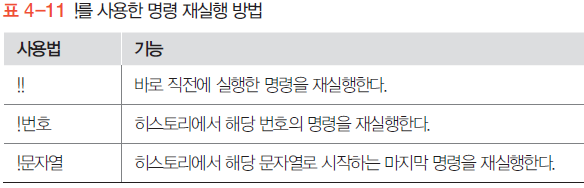 표 4-11 !를 사용한 명령 재실행 방법
사용법 기능
!! 바로 직전에 실행한 명령을 재실행한다.
!번호 히스토리에서 해당 번호의 명령을 재실행한다.
!문자열 히스토리에서 해당 문자열로 시작하는 마지막 명령을 재실행한다.